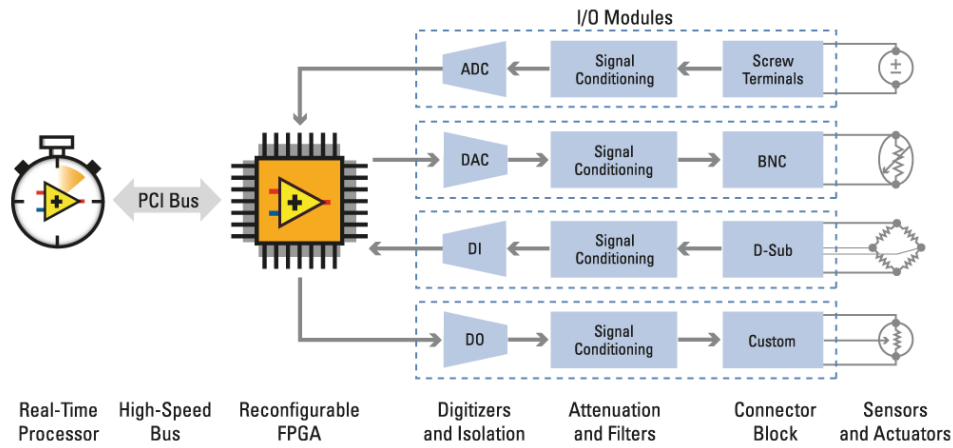 I/O Modules
ADC
Signal
Conditioning
Screw
Terminals
DAC
Signal
Conditioning
BNC
PCI Bus
DI
Signal
Conditioning
D-Sub
DO
Signal
Conditioning
Custom
Real-Time
Processor
High-Speed
Bus
Reconfigurable
FPGA
Digitizers
and Isolation
Attenuation
and Filters
Connector
Block
Sensors
and Actuators